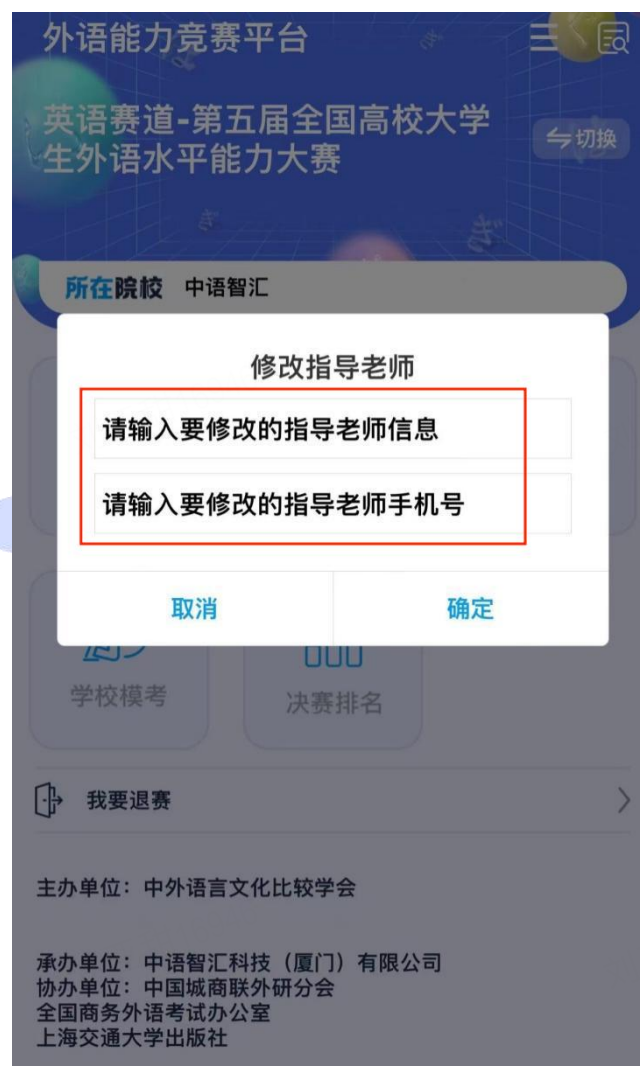 外语能力竞赛平台
英语赛道-第五届全国高校大学
生外语水平能力大赛
切换
所在院校 中语智汇
修改指导老师
请输入要修改的指导老师信息
请输入要修改的指导老师手机号
取消 确定
学校模考 决赛排名
我要退赛
主办单位：中外语言文化比较学会
承办单位：中语智汇科技（厦门）有限公司
协办单位：中国城商联外研分会
全国商务外语考试办公室
上海交通大学出版社